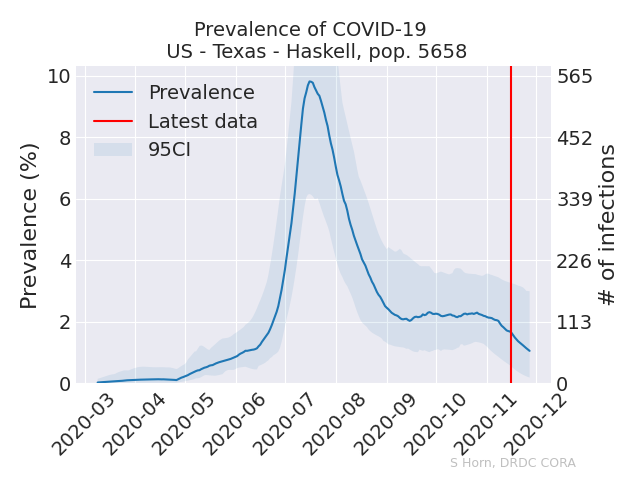 Prevalence of COVID-19
US - Texas - Haskell, pop. 5658
Prevalence
Latest data
95CI
Prevalence (%)
10
8
6
4
2
0
565
452
339
226
113
0
# of infections
2020-03
2020-04
2020-05
2020-06
2020-07
2020-08
2020-09
2020-10
2020-11
2020-12
S Horn, DRDC CORA